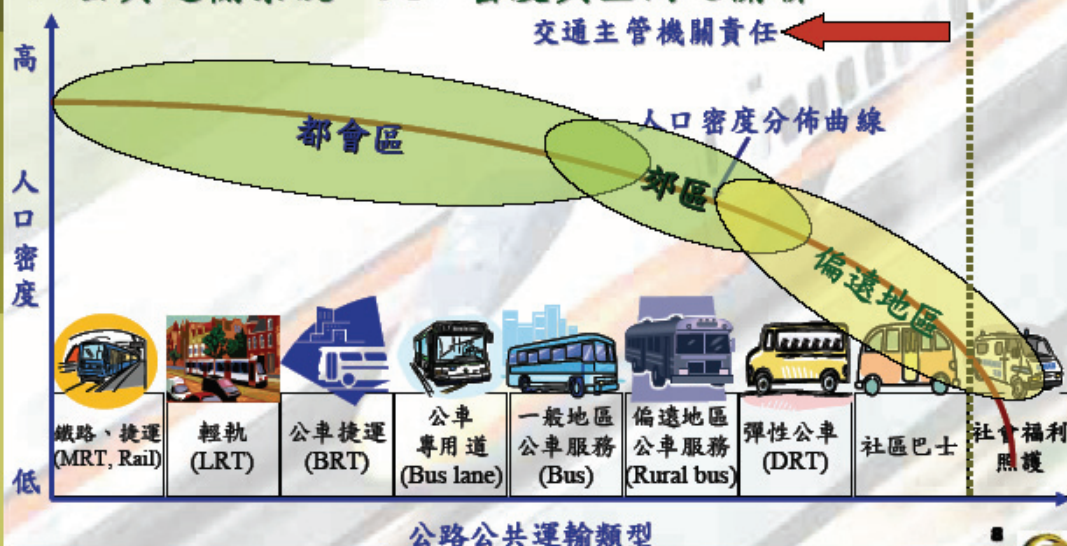 交通主管機關責任
高
人口密度分佈曲線
都會區
郊區
偏遠地區
人口密度
低
鐵路、捷運
(MRT, Rail)
輕軌
(LRT)
公車捷運
(BRT)
公車
專用道
(Bus lane)
一般地區
公車服務
(Bus)
偏遠地區
公車服務
(Rural bus)
彈性公車
(DRT)
社區巴士
社會福利
照護
公路公共運輸類型
8